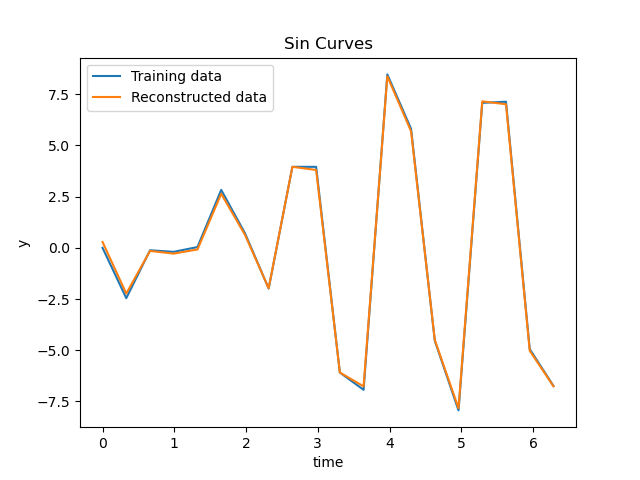 Sin Curves
Training data
Reconstructed data
7.5
5.0
2.5
0.0
−2.5
−5.0
−7.5
y
0 1 2 3 4 5 6
time